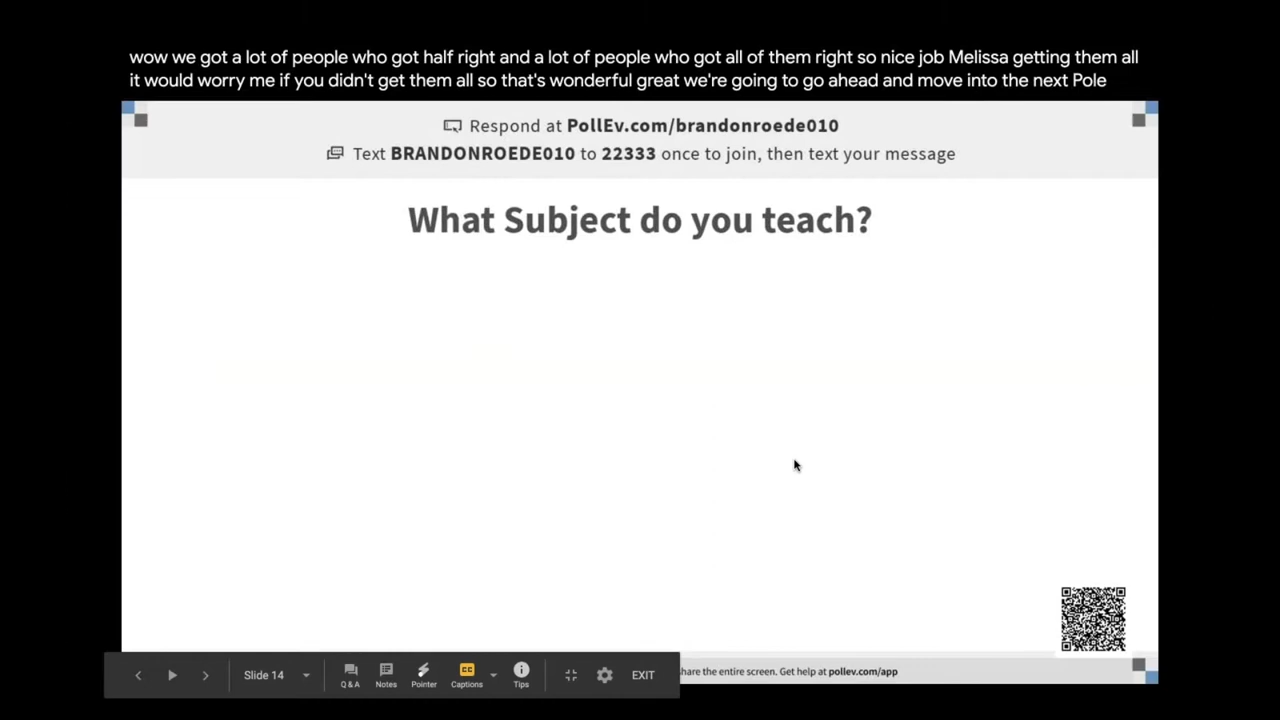 wow we got a lot of people who got half right and a lot of people who got all of them right so nice job Melissa getting them all
it would worry me if you didn't get them all so that's wonderful great we're going to go ahead and move into the next Pole
Respond at PollEv.com/brandonroede010
Text BRANDONROEDE010 to 22333 once to join, then text your message
What Subject do you teach?
Slide 14
Q & A
Notes
Pointer
CC
Captions
Tips
EXIT
share the entire screen. Get help at pollev.com/app